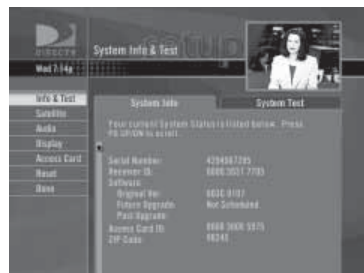 DIRECTV
setup
System Info & Test
Wed 7:14a
Info & Test
Satellite
Audio
Display
Access Card
Reset
Done
System Info
System Test
Your current System Status is listed below. Press
PG UP/DN to scroll.
Serial Number: 4294967295
Receiver ID:
Software:
Original Ver:
Future Upgrade: Not Scheduled
Past Upgrade:
Access Card ID:
ZIP Code: